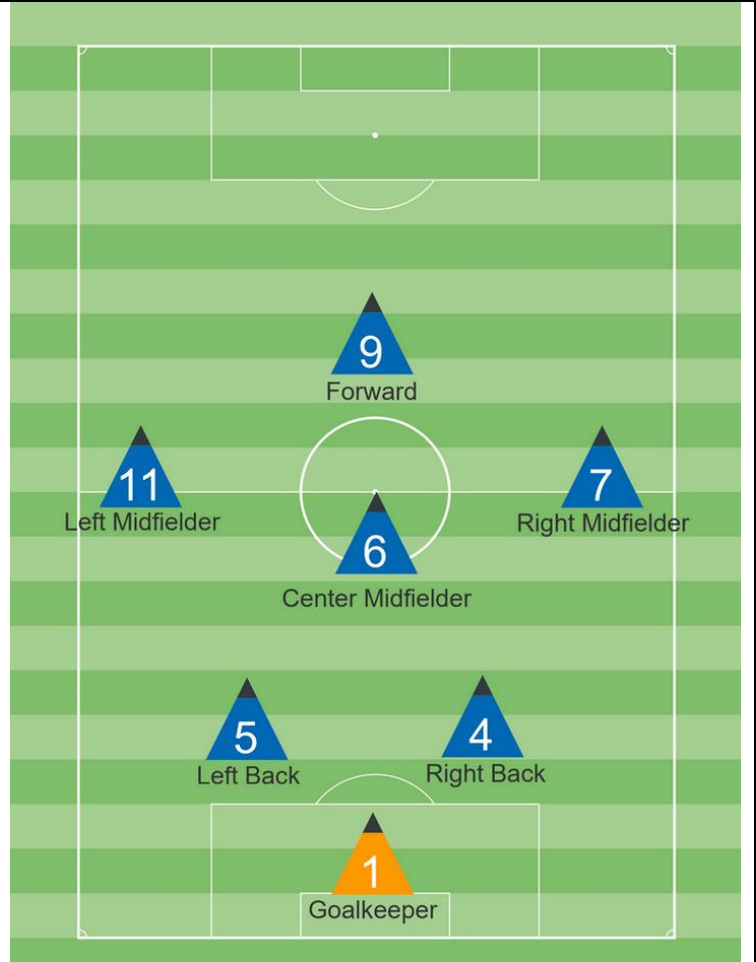 9
Forward
11
Left Midfielder
7
Right Midfielder
6
Center Midfielder
5
Left Back
4
Right Back
1
Goalkeeper